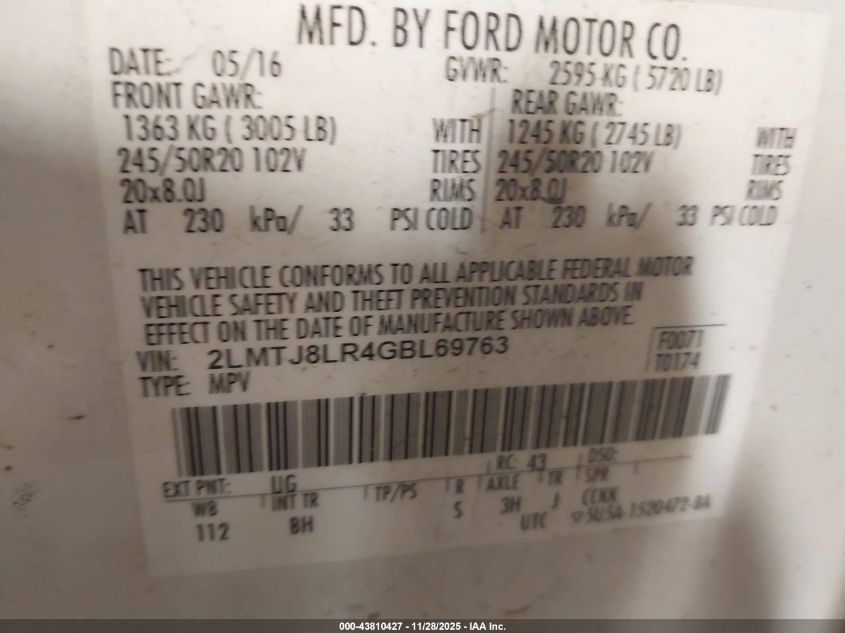 MFD. BY FORD MOTOR CO.
DATE: 05/16 GVWR: 2595 KG ( 5720 LB)
FRONT GAWR: REAR GAWR:
1363 KG ( 3005 LB) WITH 1245 KG ( 2745 LB) WITH
245/50R20 102V TIRES 245/50R20 102V TIRES
20x8.0J RIMS 20x8.0J RIMS
AT 230 kPa/ 33 PSI COLD AT 230 kPa/ 33 PSI COLD
THIS VEHICLE CONFORMS TO ALL APPLICABLE FEDERAL MOTOR
VEHICLE SAFETY AND THEFT PREVENTION STANDARDS IN
EFFECT ON THE DATE OF MANUFACTURE SHOWN ABOVE.
VIN: 2LMTJ8LR4GBL69763 F0071
TYPE: MPV T0174
RC: 43 DSO:
EXT PNT: UG
WB INT TR TP/PS R AXLE TR SPR
112 8H S 3H J CCKK
UTC SU5A-1520472-BA
000-43810427 - 11/28/2025 - IAA Inc.